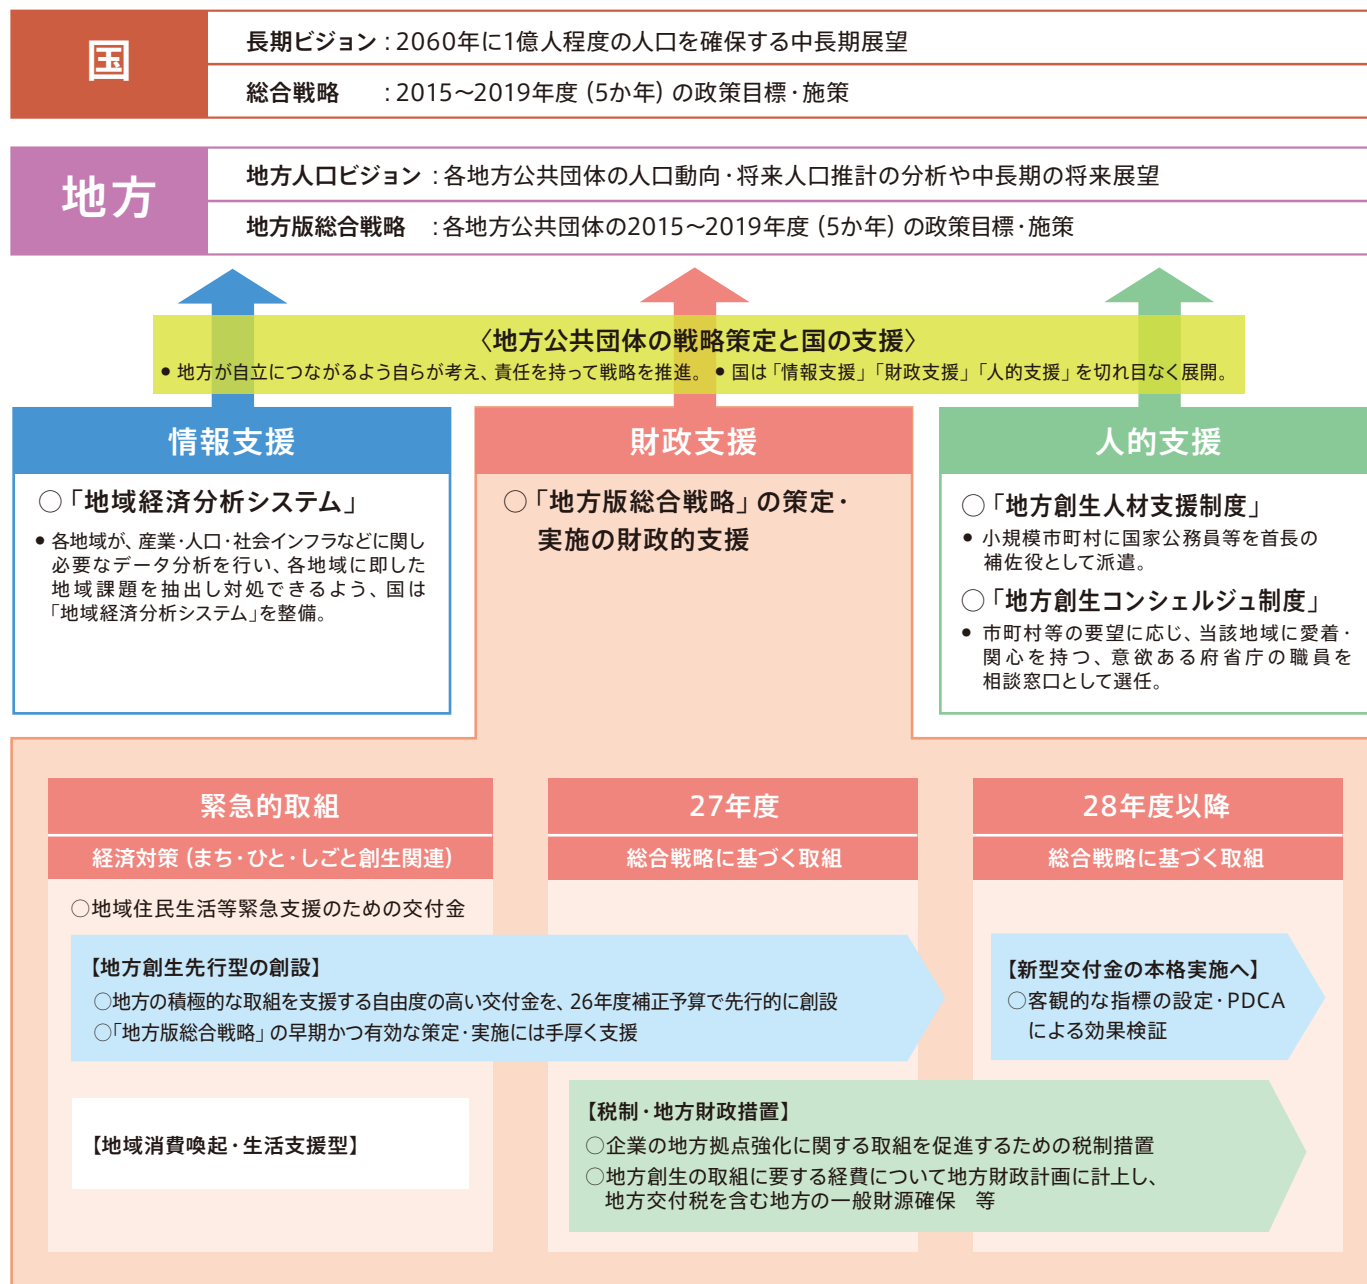 国
長期ビジョン : 2060年に1億人程度の人口を確保する中長期展望
総合戦略 : 2015~2019年度 (5か年) の政策目標・施策
地方
地方人口ビジョン : 各地方公共団体の人口動向・将来人口推計の分析や中長期の将来展望
地方版総合戦略 : 各地方公共団体の2015~2019年度 (5か年) の政策目標・施策
〈地方公共団体の戦略策定と国の支援〉
● 地方が自立につながるよう自らが考え、責任を持って戦略を推進。 ● 国は「情報支援」「財政支援」「人的支援」を切れ目なく展開。
情報支援
○「地域経済分析システム」
● 各地域が、産業・人口・社会インフラなどに関し
必要なデータ分析を行い、各地域に即した
地域課題を抽出し対処できるよう、国は
「地域経済分析システム」を整備。
財政支援
○「地方版総合戦略」の策定・
実施の財政的支援
人的支援
○「地方創生人材支援制度」
● 小規模市町村に国家公務員等を首長の
補佐役として派遣。
○「地方創生コンシェルジュ制度」
● 市町村等の要望に応じ、当該地域に愛着・
関心を持つ、意欲ある府省庁の職員を
相談窓口として選任。
緊急的取組
経済対策 (まち・ひと・しごと創生関連)
○地域住民生活等緊急支援のための交付金
27年度
総合戦略に基づく取組
28年度以降
総合戦略に基づく取組
【地方創生先行型の創設】
○地方の積極的な取組を支援する自由度の高い交付金を、26年度補正予算で先行的に創設
○「地方版総合戦略」の早期かつ有効な策定・実施には手厚く支援
【新型交付金の本格実施へ】
○客観的な指標の設定・PDCA
による効果検証
【地域消費喚起・生活支援型】
【税制・地方財政措置】
○企業の地方拠点強化に関する取組を促進するための税制措置
○地方創生の取組に要する経費について地方財政計画に計上し、
地方交付税を含む地方の一般財源確保 等